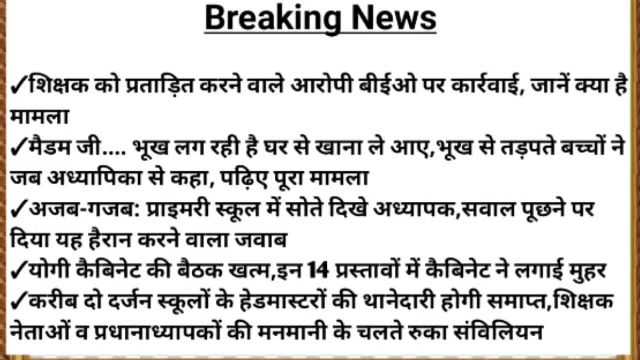 Breaking News
✓शिक्षक को प्रताड़ित करने वाले आरोपी बीईओ पर कार्रवाई, जानें क्या है
मामला
✓मैडम जी.... भूख लग रही है घर से खाना ले आए,भूख से तड़पते बच्चों ने
जब अध्यापिका से कहा, पढ़िए पूरा मामला
✓अजब-गजब: प्राइमरी स्कूल में सोते दिखे अध्यापक,सवाल पूछने पर
दिया यह हैरान करने वाला जवाब
✓योगी कैबिनेट की बैठक खत्म,इन 14 प्रस्तावों में कैबिनेट ने लगाई मुहर
✓करीब दो दर्जन स्कूलों के हेडमास्टरों की थानेदारी होगी समाप्त,शिक्षक
नेताओं व प्रधानाध्यापकों की मनमानी के चलते रुका संविलियन